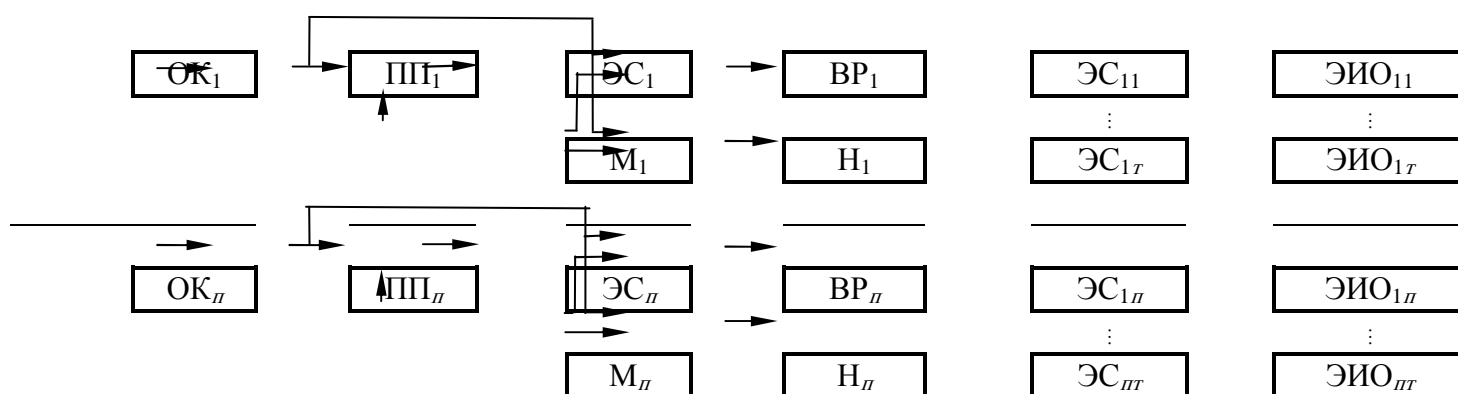 ОК₁ ПП₁ ЭС₁ ВР₁ ЭС₁₁ ЭИО₁₁
⋮ ⋮
М₁ Н₁ ЭС₁т ЭИО₁т
ОКп ППп ЭСп ВРп ЭС₁п ЭИО₁п
⋮ ⋮
Мп Нп ЭСпт ЭИОпт